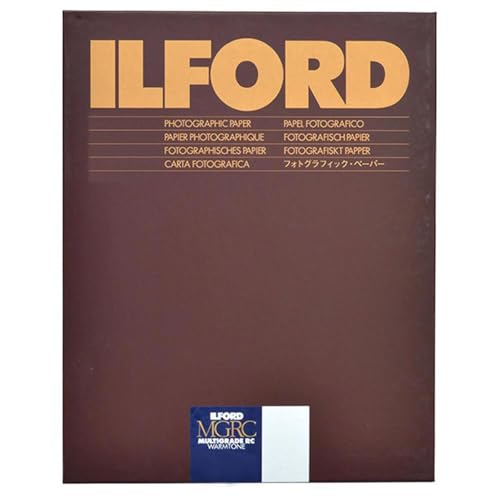 ILFORD
PHOTOGRAPHIC PAPER
PAPIER PHOTOGRAPHIQUE
FOTOGRAPHISCHES PAPIER
CARTA FOTOGRAFICA
PAPEL FOTOGRAFICO
FOTOGRAFISCH PAPIER
FOTOGRAFISKT PAPPER
フォトグラフィック・ペーパー
ILFORD
MGRC
MULTIGRADE RC
WARMTONE